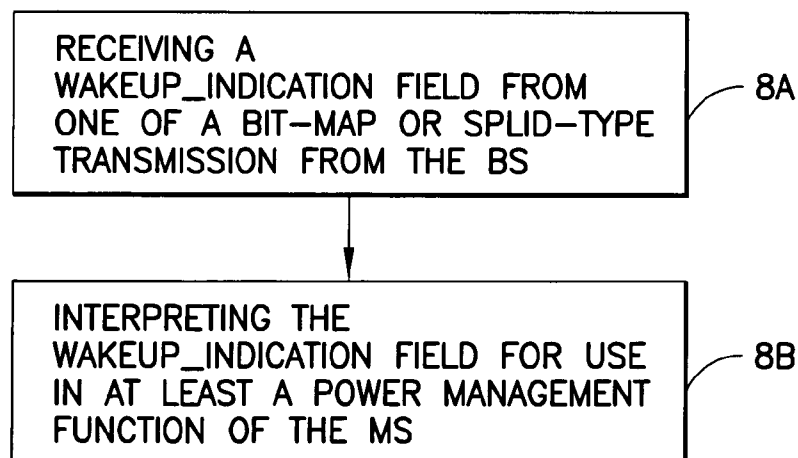 RECEIVING A
WAKEUP_INDICATION FIELD FROM
ONE OF A BIT-MAP OR SPLID-TYPE
TRANSMISSION FROM THE BS
8A
INTERPRETING THE
WAKEUP_INDICATION FIELD FOR USE
IN AT LEAST A POWER MANAGEMENT
FUNCTION OF THE MS
8B